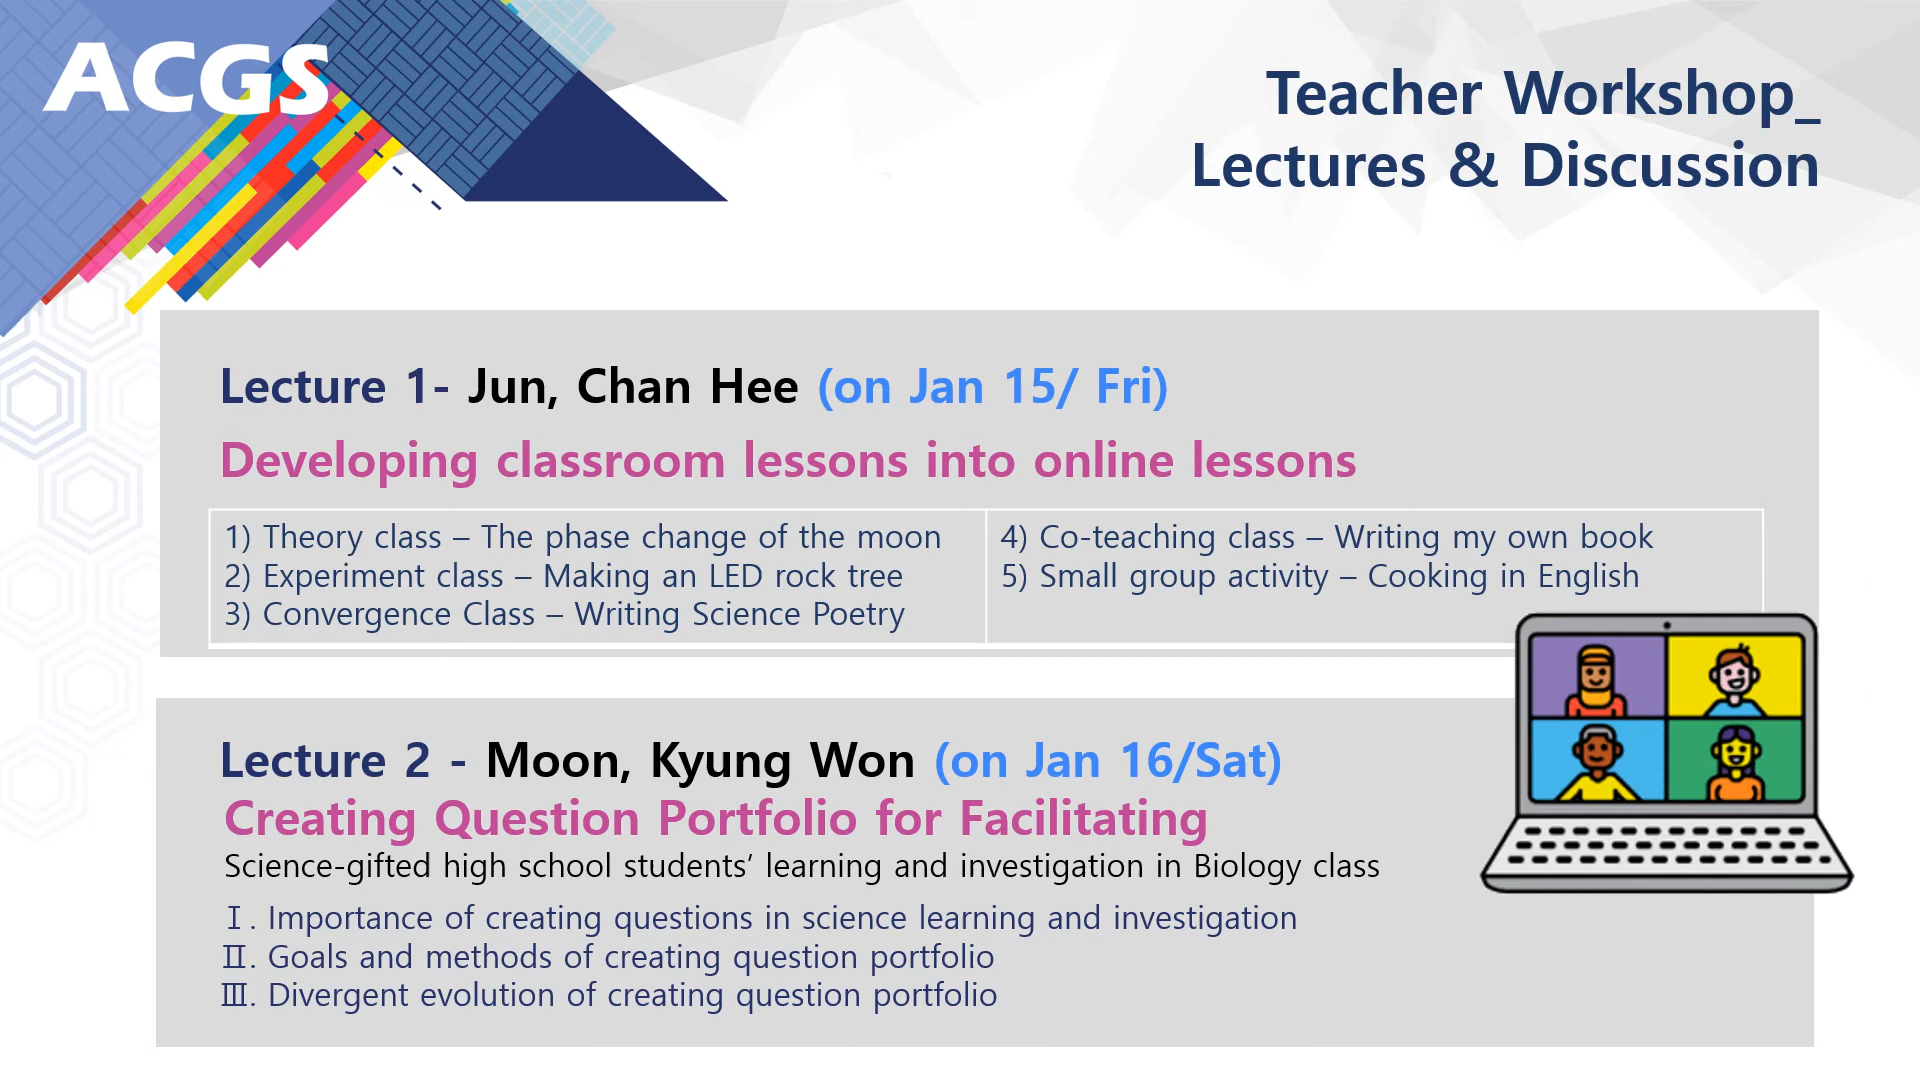 ACGS
Teacher Workshop_
Lectures & Discussion
Lecture 1- Jun, Chan Hee (on Jan 15/ Fri)
Developing classroom lessons into online lessons
1) Theory class – The phase change of the moon
2) Experiment class – Making an LED rock tree
3) Convergence Class – Writing Science Poetry
4) Co-teaching class – Writing my own book
5) Small group activity – Cooking in English
Lecture 2 - Moon, Kyung Won (on Jan 16/Sat)
Creating Question Portfolio for Facilitating
Science-gifted high school students’ learning and investigation in Biology class
Ⅰ. Importance of creating questions in science learning and investigation
Ⅱ. Goals and methods of creating question portfolio
Ⅲ. Divergent evolution of creating question portfolio